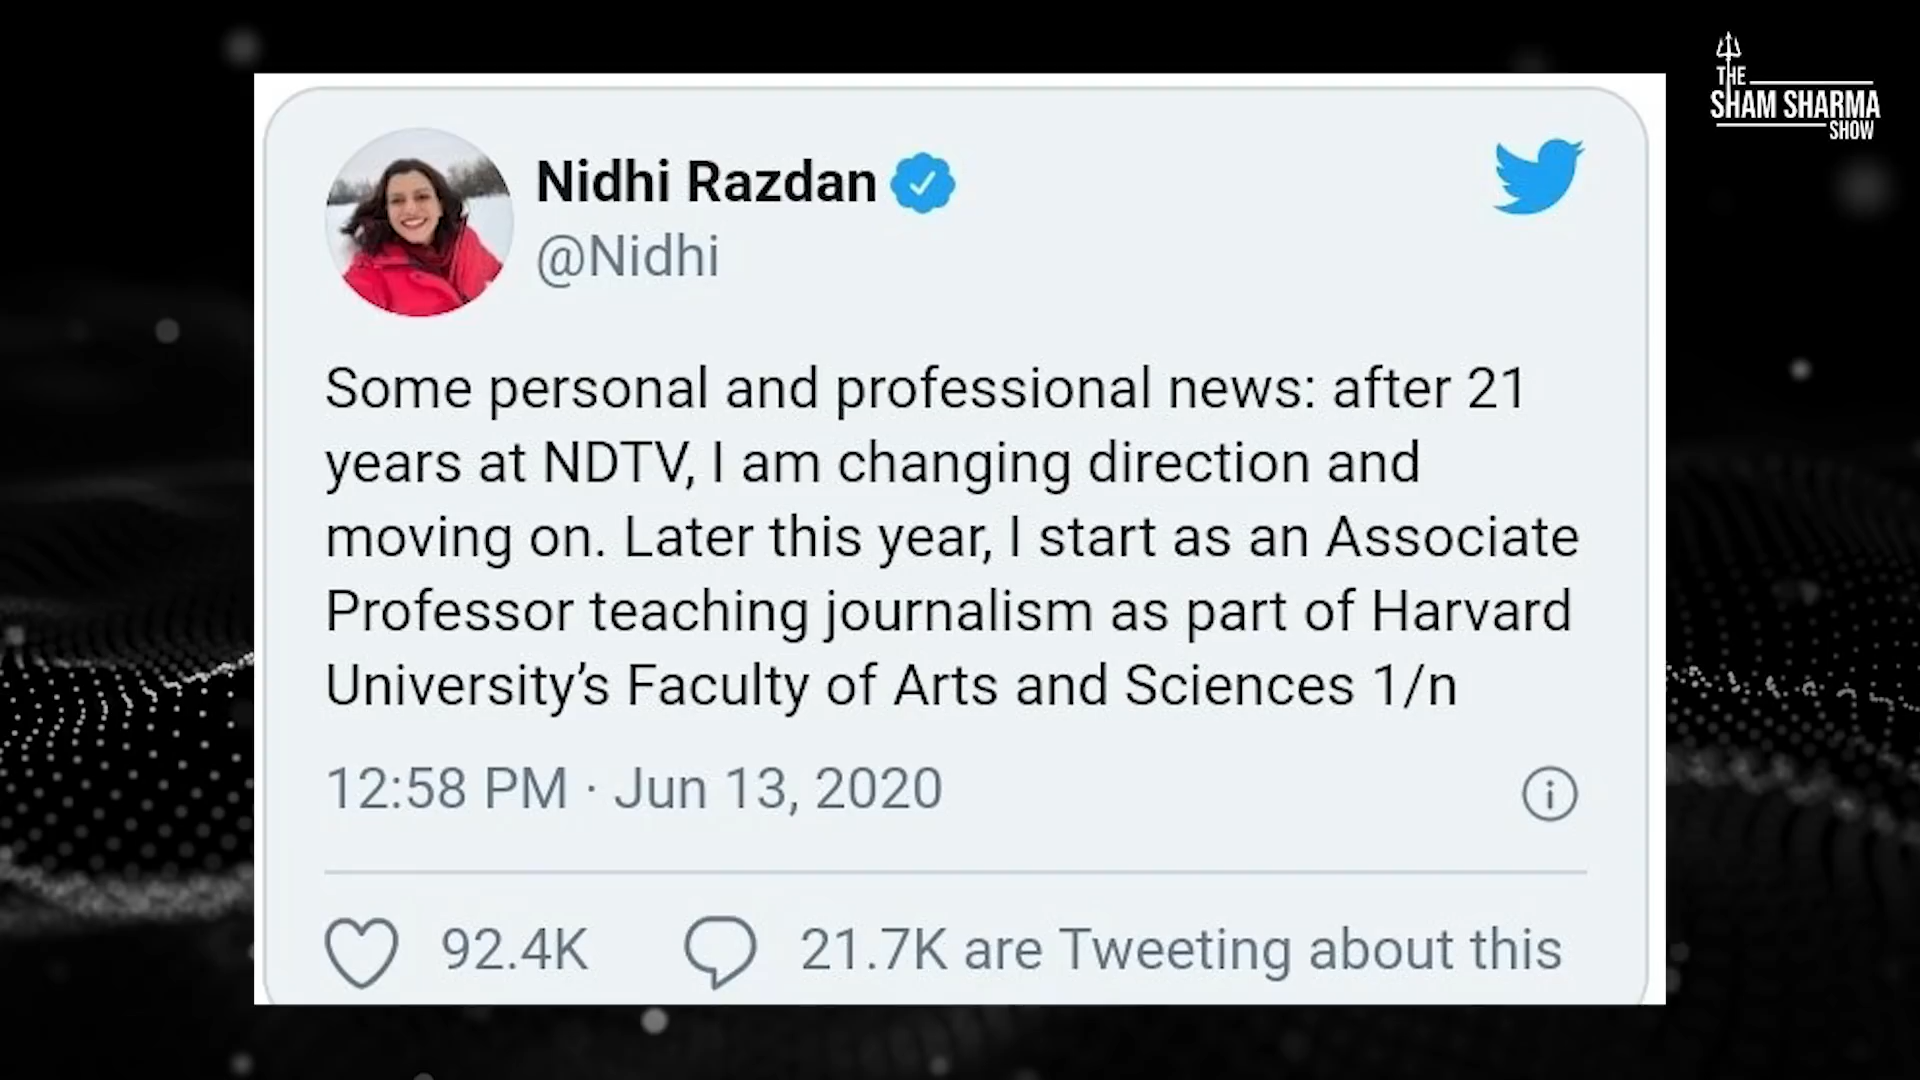 THE
SHAM SHARMA
SHOW
Nidhi Razdan
@Nidhi
Some personal and professional news: after 21
years at NDTV, I am changing direction and
moving on. Later this year, I start as an Associate
Professor teaching journalism as part of Harvard
University’s Faculty of Arts and Sciences 1/n
12:58 PM · Jun 13, 2020
92.4K
21.7K are Tweeting about this